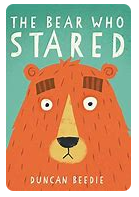 THE BEAR WHO
STARED
DUNCAN BEEDIE